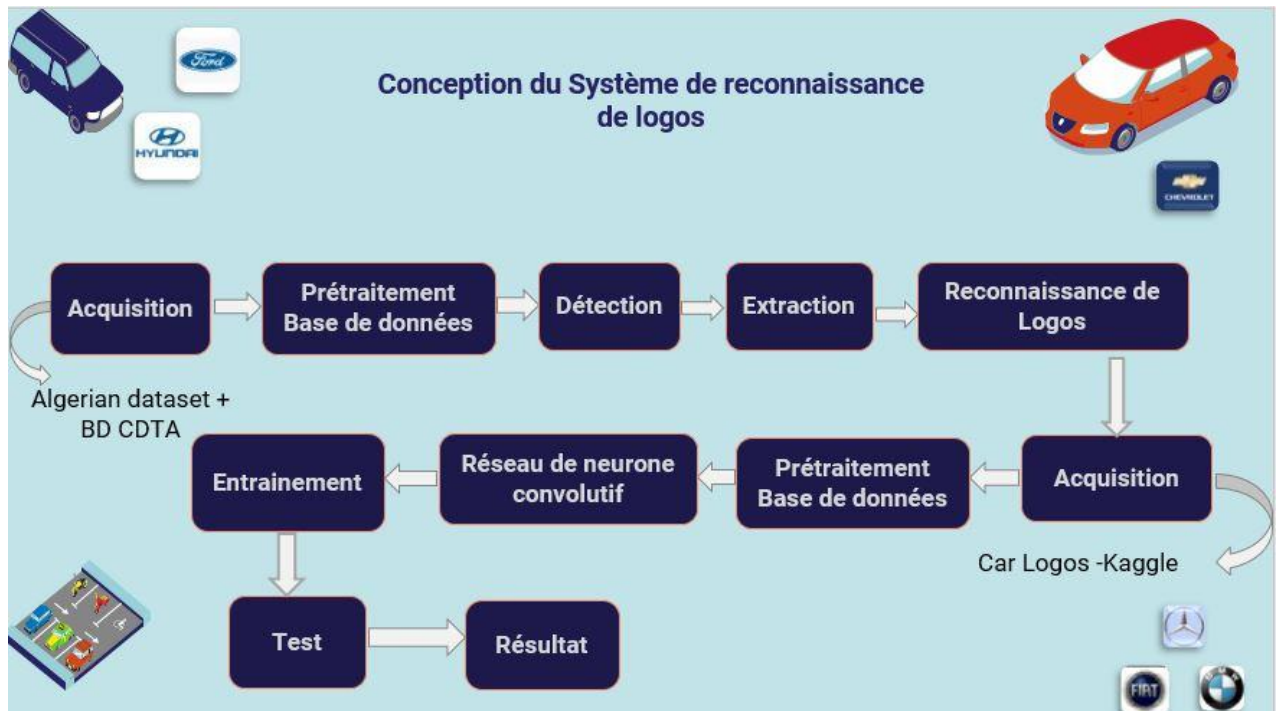 Ford
HYUNDAI
Conception du Système de reconnaissance
de logos
CHEVROLET
Acquisition
Prétraitement
Base de données
Détection
Extraction
Reconnaissance de
Logos
Algerian dataset +
BD CDTA
Entrainement
Réseau de neurone
convolutif
Prétraitement
Base de données
Acquisition
Car Logos -Kaggle
Test
Résultat
FIAT
BMW